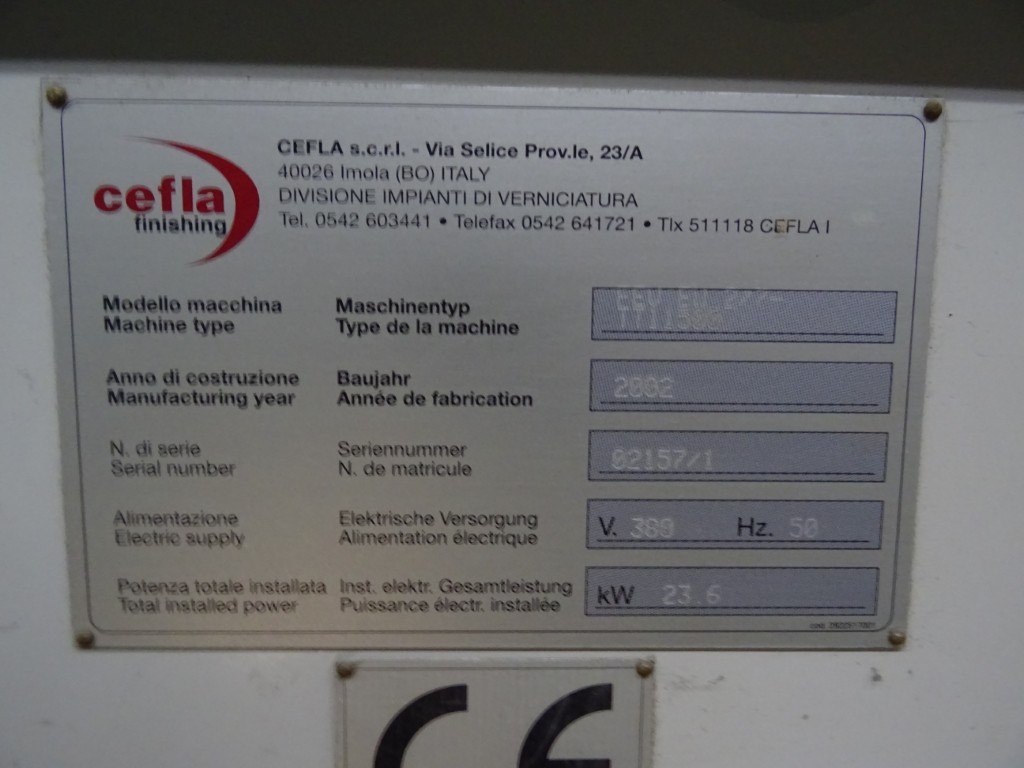 cefla
finishing
CEFLA s.c.r.l. - Via Selice Prov.le, 23/A
40026 Imola (BO) ITALY
DIVISIONE IMPIANTI DI VERNICIATURA
Tel. 0542 603441 • Telefax 0542 641721 • Tlx 511118 CEFLA I
Modello macchina Maschinentyp
Machine type Type de la machine
Anno di costruzione Baujahr 2002
Manufacturing year Année de fabrication
N. di serie Seriennummer 02157/1
Serial number N. de matricule
Alimentazione Elektrische Versorgung V. 380 Hz. 50
Electric supply Alimentation électrique
Potenza totale installata Inst. elektr. Gesamtleistung kW 23.6
Total installed power Puissance électr. installée
CE